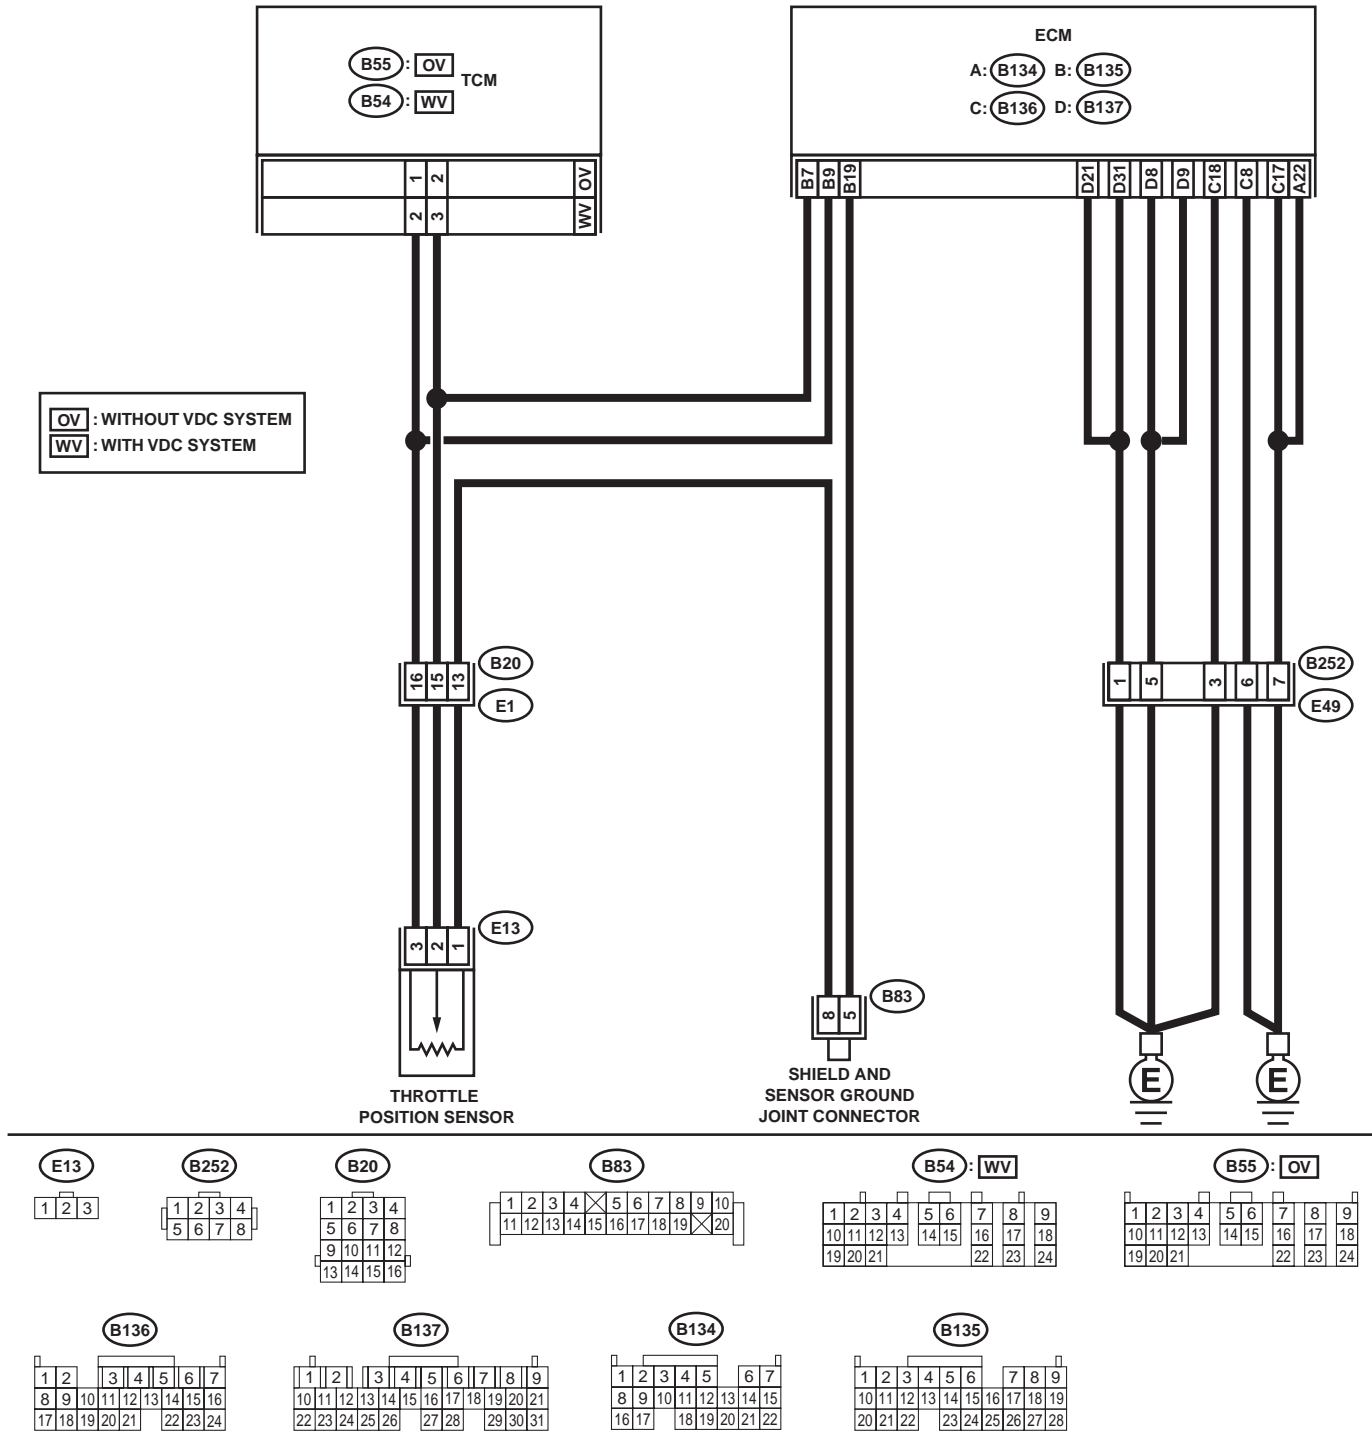 ECM
B55 : OV
TCM
B54 : WV
A: B134 B: B135
C: B136 D: B137
1 2 OV
2 3 WV
B7 B9 B19 D21 D31 D8 D9 C18 C8 C17 A22
OV : WITHOUT VDC SYSTEM
WV : WITH VDC SYSTEM
16 15 13
B20
E1
1 5 3 6 7
B252
E49
3 2 1
E13
8 5
B83
THROTTLE
POSITION SENSOR
SHIELD AND
SENSOR GROUND
JOINT CONNECTOR
E E
E13 B252 B20 B83 B54 : WV B55 : OV
1 2 3
1 2 3 4
5 6 7 8
1 2 3 4
5 6 7 8
9 10 11 12
13 14 15 16
1 2 3 4 5 6 7 8 9 10
11 12 13 14 15 16 17 18 19 20
1 2 3 4 5 6 7 8 9
10 11 12 13 14 15 16 17 18
19 20 21 22 23 24
1 2 3 4 5 6 7 8 9
10 11 12 13 14 15 16 17 18
19 20 21 22 23 24
B136 B137 B134 B135
1 2 3 4 5 6 7
8 9 10 11 12 13 14 15 16
17 18 19 20 21 22 23 24
1 2 3 4 5 6 7 8 9
10 11 12 13 14 15 16 17 18 19 20 21
22 23 24 25 26 27 28 29 30 31
1 2 3 4 5 6 7
8 9 10 11 12 13 14 15
16 17 18 19 20 21 22
1 2 3 4 5 6 7 8 9
10 11 12 13 14 15 16 17 18 19
20 21 22 23 24 25 26 27 28